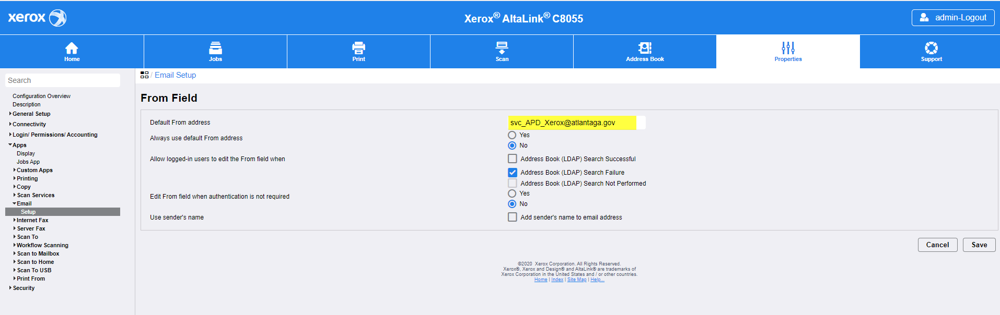 xerox
Xerox® AltaLink® C8055
admin-Logout
Home
Jobs
Print
Scan
Address Book
Properties
Support
Search
Configuration Overview
Description
General Setup
Connectivity
Login/ Permissions/ Accounting
Apps
Display
Jobs App
Custom Apps
Printing
Copy
Scan Services
Email
Setup
Internet Fax
Server Fax
Scan To
Workflow Scanning
Scan to Mailbox
Scan to Home
Scan To USB
Print From
Security
/ Email Setup
From Field
Default From address
svc_APD_Xerox@atlantaga.gov
Always use default From address
Yes
No
Allow logged-in users to edit the From field when
Address Book (LDAP) Search Successful
Address Book (LDAP) Search Failure
Address Book (LDAP) Search Not Performed
Edit From field when authentication is not required
Yes
No
Use sender's name
Add sender's name to email address
Cancel
Save
©2020 Xerox Corporation. All Rights Reserved.
Xerox®, Xerox and Design® and AltaLink® are trademarks of
Xerox Corporation in the United States and / or other countries.
Home | Index | Site Map | Help...